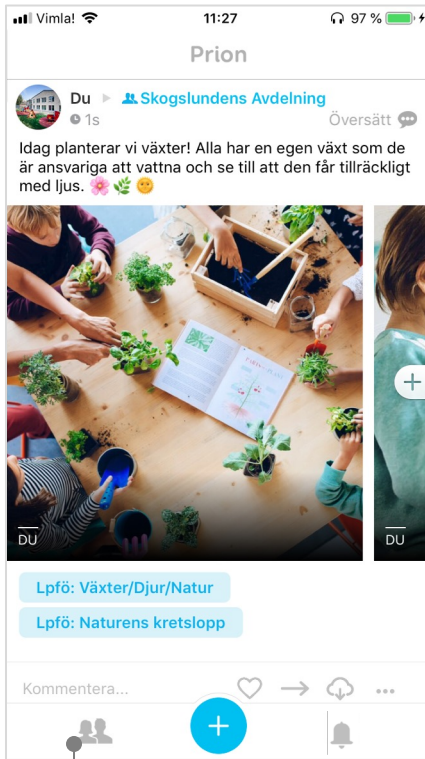 Vimla! 11:27 97 %
Prion
Du Skogslundens Avdelning
1s Översätt
Idag planterar vi växter! Alla har en egen växt som de
är ansvariga att vattna och se till att den får tillräckligt
med ljus. 🌸 🌿 🌞
DU DU
Lpfö: Växter/Djur/Natur
Lpfö: Naturens kretslopp
Kommentera...